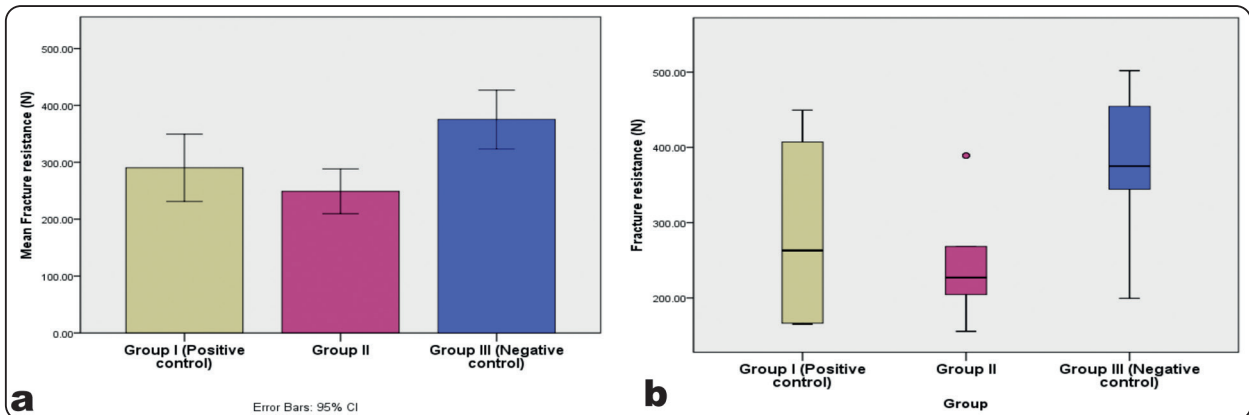 Mean Fracture resistance (N)
500.00
400.00
300.00
200.00
100.00
0.00
Group I (Positive
control)
Group II
Group III (Negative
control)
Error Bars: 95% CI
a
Fracture resistance (N)
500.00
400.00
300.00
200.00
Group I (Positive
control)
Group II
Group III (Negative
control)
Group
b